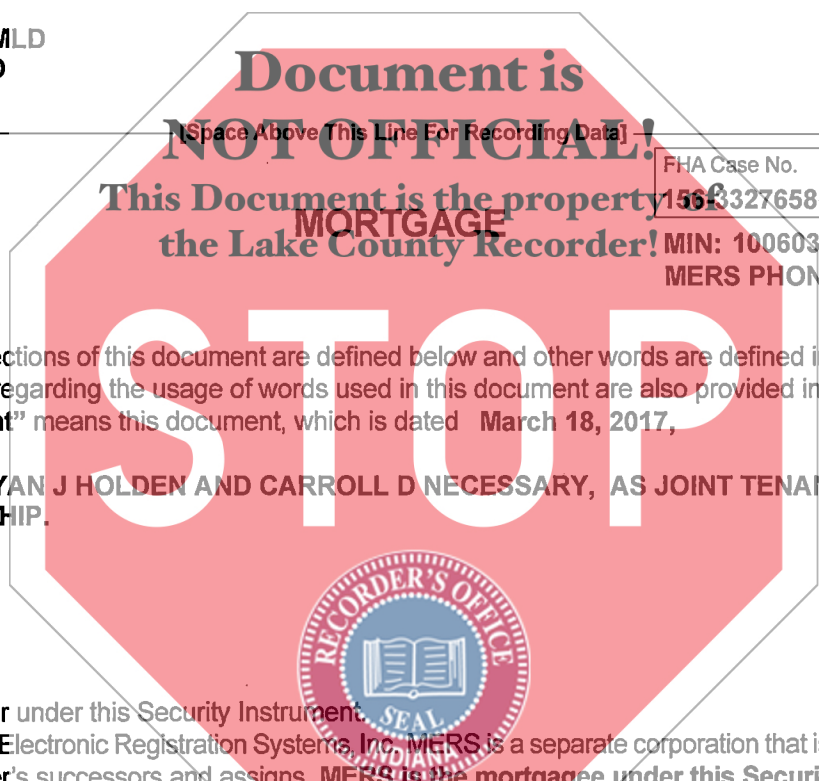 MLD
Document is
[Space Above This Line For Recording Data]
NOT OFFICIAL!
FHA Case No.
This Document is the property of
156-3327658
MORTGAGE
the Lake County Recorder!
MIN: 100603
MERS PHON
STOP
ctions of this document are defined below and other words are defined i
egarding the usage of words used in this document are also provided in
t” means this document, which is dated March 18, 2017,
YAN J HOLDEN AND CARROLL D NECESSARY, AS JOINT TENAN
HIP.
RECORDER'S OFFICE
SEAL
INDIANA
r under this Security Instrument.
Electronic Registration Systems, Inc. MERS is a separate corporation that i
r's successors and assigns. MERS is the mortgagee under this Securi